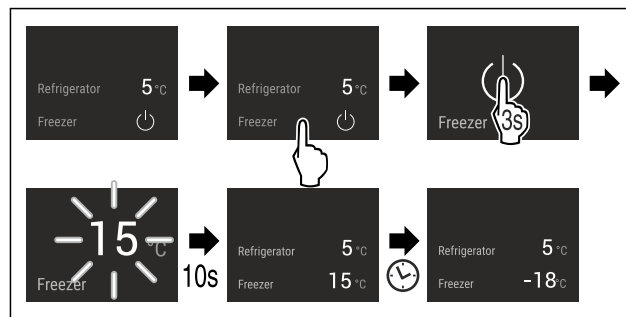 Refrigerator 5 °C
Freezer
Refrigerator 5 °C
Freezer
Freezer 3s
15 °C
Freezer
10s
Refrigerator 5 °C
Freezer 15 °C
Refrigerator 5 °C
Freezer -18°C